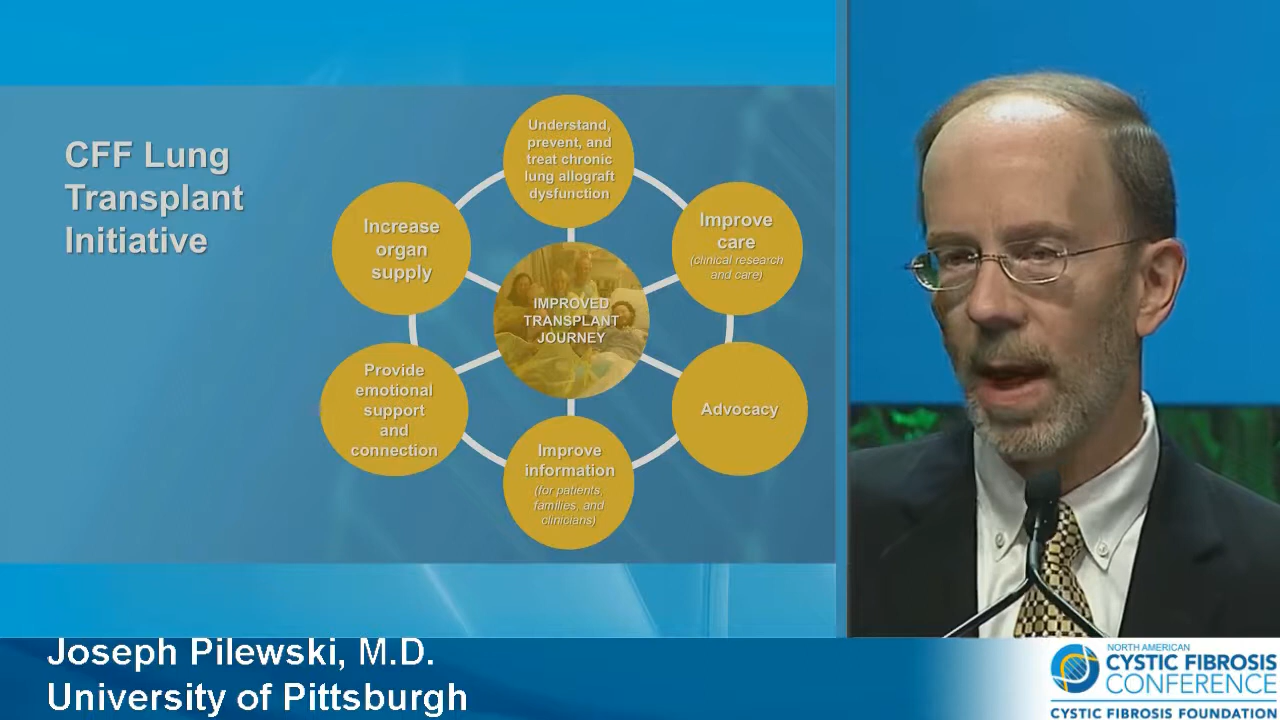 CFF Lung
Transplant
Initiative
Understand,
prevent, and
treat chronic
lung allograft
dysfunction
Improve
care
(clinical research
and care)
Advocacy
Improve
information
(for patients,
families, and
clinicians)
Provide
emotional
support
and
connection
Increase
organ
supply
IMPROVED
TRANSPLANT
JOURNEY
Joseph Pilewski, M.D.
University of Pittsburgh
NORTH AMERICAN
CYSTIC FIBROSIS
CONFERENCE
CYSTIC FIBROSIS FOUNDATION